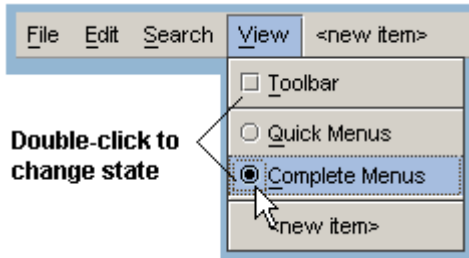 File Edit Search View <new item>
Toolbar
Quick Menus
Double-click to
change state
Complete Menus
<new item>